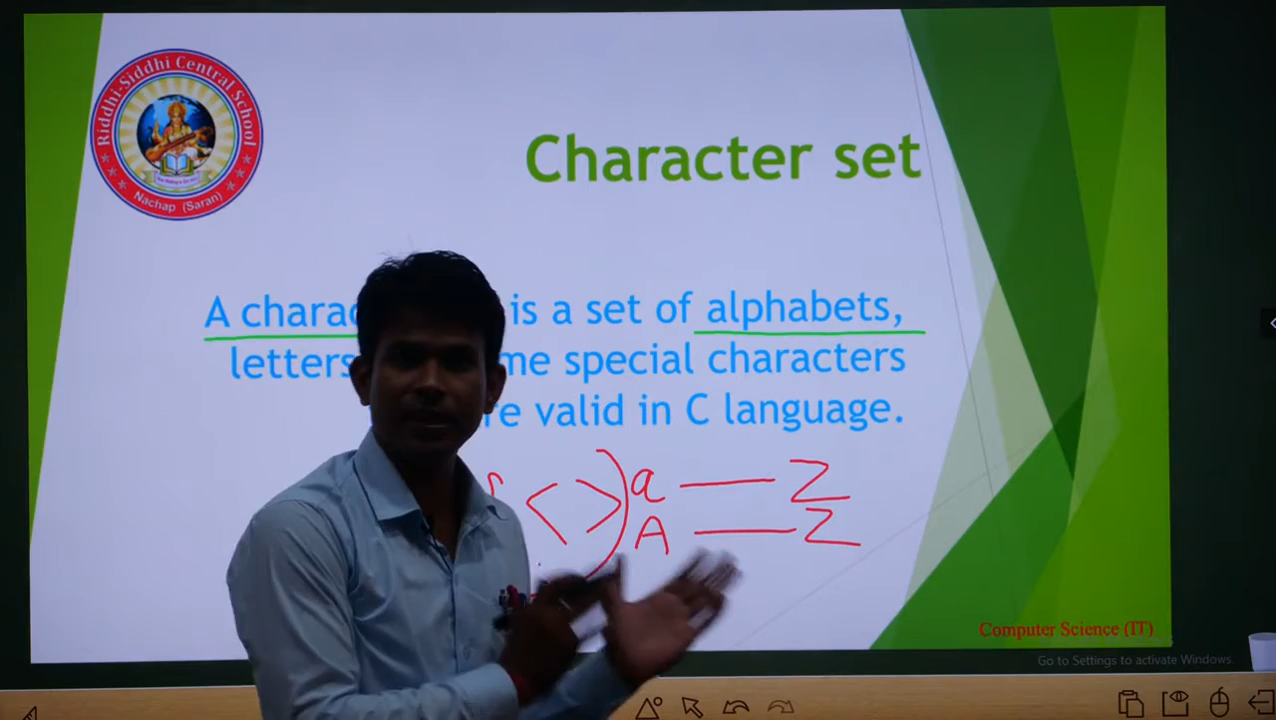 Riddhi-Siddhi Central School
Nachap (Saran)
Character set
A charac is a set of alphabets,
letters me special characters
re valid in C language.
< > ) a — Z
A — Z
Computer Science (IT)
Go to Settings to activate Windows.